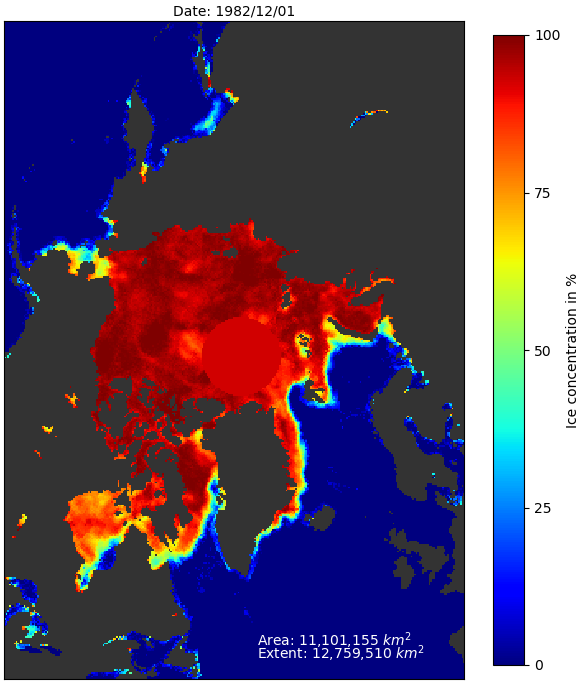 Date: 1982/12/01
100
75
50
25
0
Ice concentration in %
Area: 11,101,155 km²
Extent: 12,759,510 km²